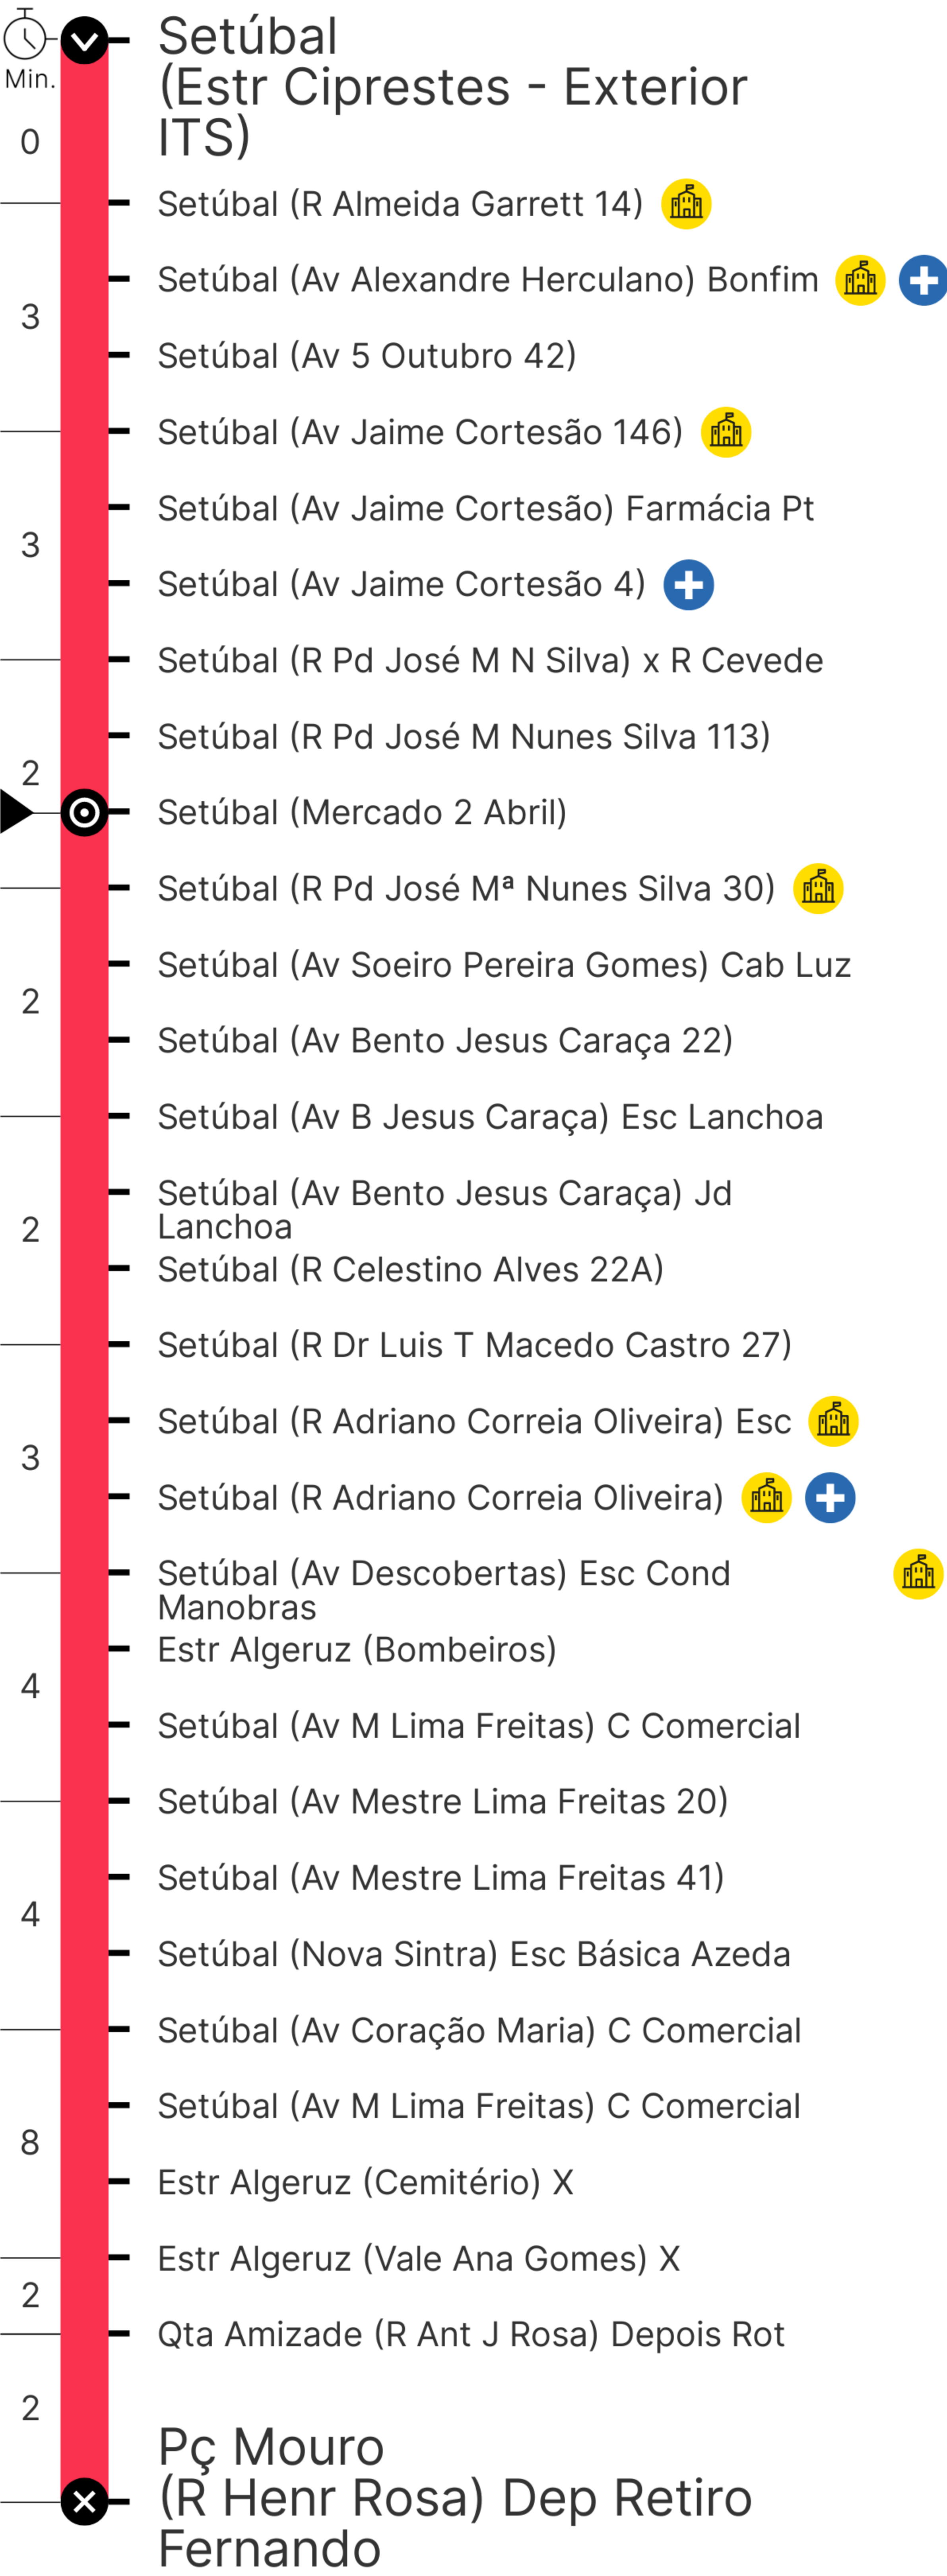 Setúbal
(Estr Ciprestes - Exterior
ITS)
Min.
0
Setúbal (R Almeida Garrett 14)
Setúbal (Av Alexandre Herculano) Bonfim
3
Setúbal (Av 5 Outubro 42)
Setúbal (Av Jaime Cortesão 146)
Setúbal (Av Jaime Cortesão) Farmácia Pt
3
Setúbal (Av Jaime Cortesão 4)
Setúbal (R Pd José M N Silva) x R Cevede
Setúbal (R Pd José M Nunes Silva 113)
2
Setúbal (Mercado 2 Abril)
Setúbal (R Pd José Mª Nunes Silva 30)
Setúbal (Av Soeiro Pereira Gomes) Cab Luz
2
Setúbal (Av Bento Jesus Caraça 22)
Setúbal (Av B Jesus Caraça) Esc Lanchoa
Setúbal (Av Bento Jesus Caraça) Jd
Lanchoa
2
Setúbal (R Celestino Alves 22A)
Setúbal (R Dr Luis T Macedo Castro 27)
Setúbal (R Adriano Correia Oliveira) Esc
3
Setúbal (R Adriano Correia Oliveira)
Setúbal (Av Descobertas) Esc Cond
Manobras
Estr Algeruz (Bombeiros)
4
Setúbal (Av M Lima Freitas) C Comercial
Setúbal (Av Mestre Lima Freitas 20)
Setúbal (Av Mestre Lima Freitas 41)
4
Setúbal (Nova Sintra) Esc Básica Azeda
Setúbal (Av Coração Maria) C Comercial
Setúbal (Av M Lima Freitas) C Comercial
8
Estr Algeruz (Cemitério) X
Estr Algeruz (Vale Ana Gomes) X
2
Qta Amizade (R Ant J Rosa) Depois Rot
2
Pç Mouro
(R Henr Rosa) Dep Retiro
Fernando